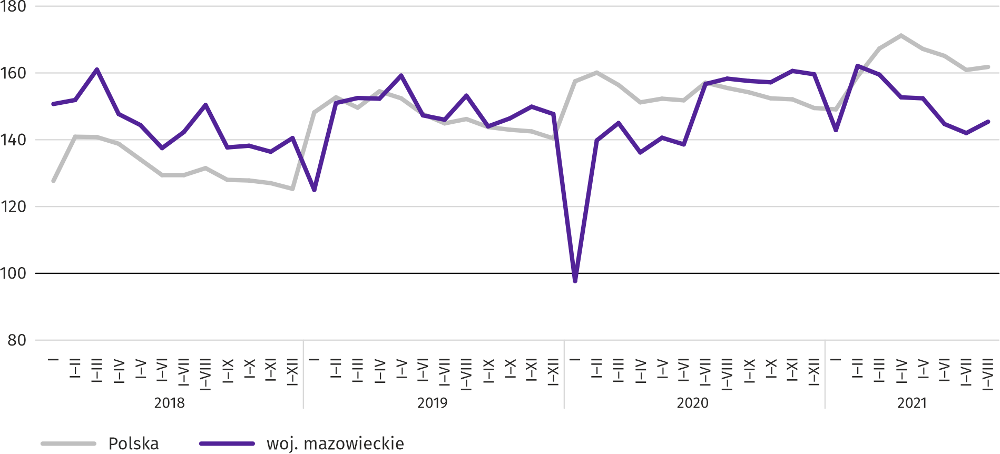 180
160
140
120
100
80
I I–II I–III I–IV I–V I–VI I–VII I–VIII I–IX I–X I–XI I–XII I I–II I–III I–IV I–V I–VI I–VII I–VIII I–IX I–X I–XI I–XII I I–II I–III I–IV I–V I–VI I–VII I–VIII I–IX I–X I–XI I–XII I I–II I–III I–IV I–V I–VI I–VII I–VIII
2018 2019 2020 2021
Polska woj. mazowieckie